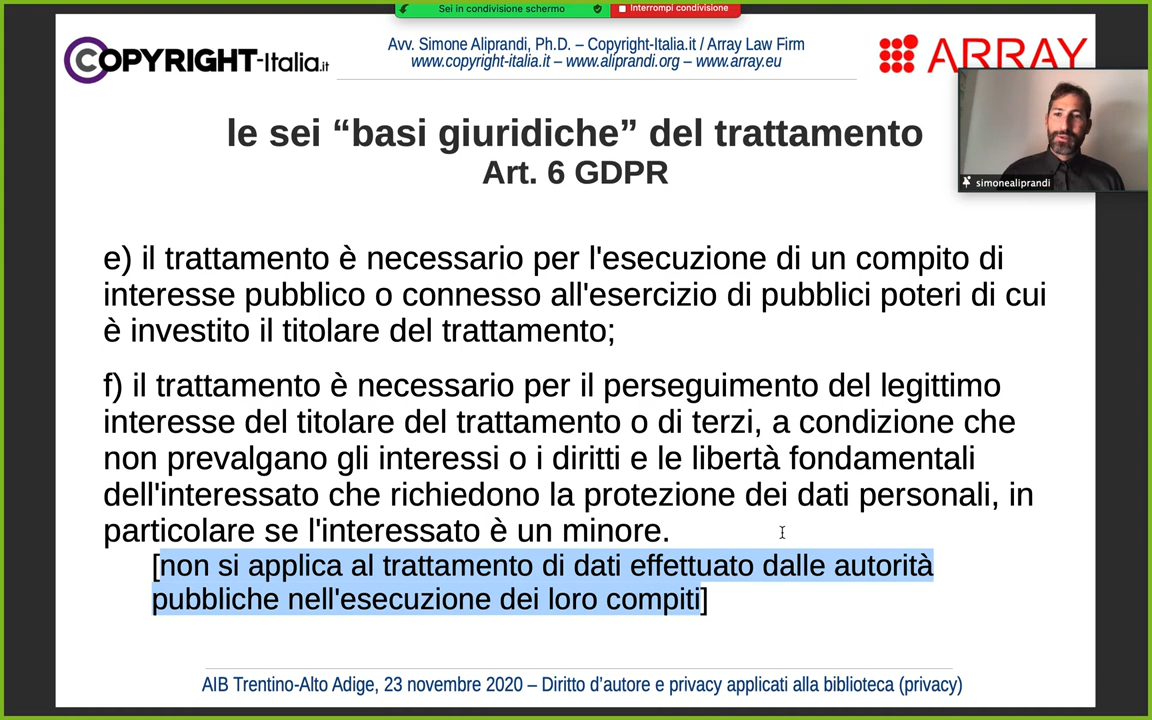 Sei in condivisione schermo
Interrompi condivisione
COPYRIGHT-Italia.it
Avv. Simone Aliprandi, Ph.D. – Copyright-Italia.it / Array Law Firm
www.copyright-italia.it – www.aliprandi.org – www.array.eu
ARRAY
le sei “basi giuridiche” del trattamento
Art. 6 GDPR
simonealiprandi
e) il trattamento è necessario per l'esecuzione di un compito di
interesse pubblico o connesso all'esercizio di pubblici poteri di cui
è investito il titolare del trattamento;
f) il trattamento è necessario per il perseguimento del legittimo
interesse del titolare del trattamento o di terzi, a condizione che
non prevalgano gli interessi o i diritti e le libertà fondamentali
dell'interessato che richiedono la protezione dei dati personali, in
particolare se l'interessato è un minore.
[non si applica al trattamento di dati effettuato dalle autorità
pubbliche nell'esecuzione dei loro compiti]
AIB Trentino-Alto Adige, 23 novembre 2020 – Diritto d’autore e privacy applicati alla biblioteca (privacy)